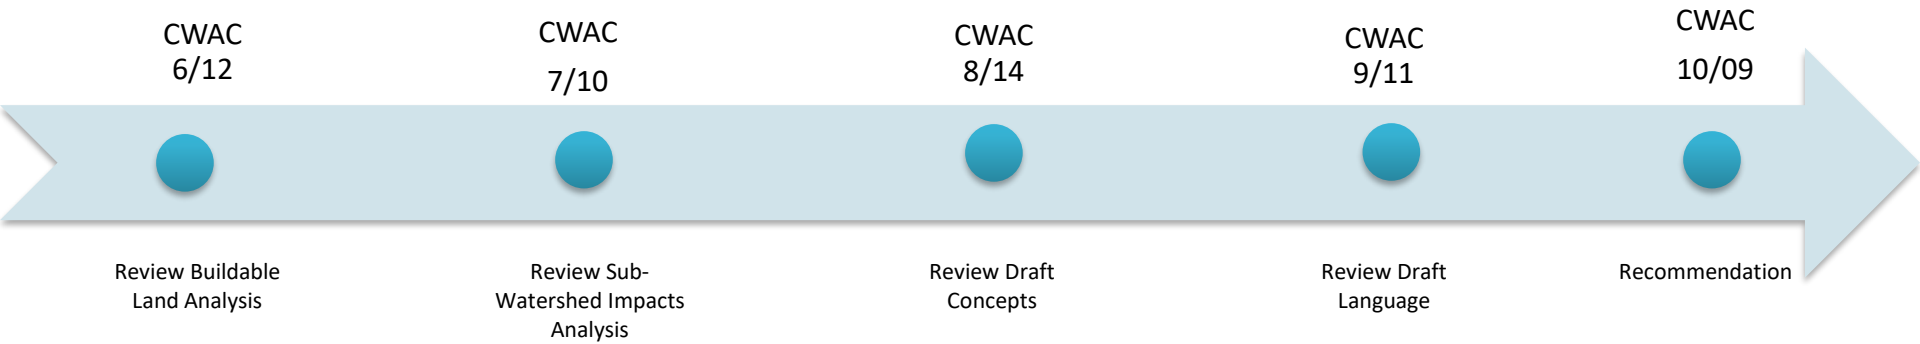 CWAC
6/12
CWAC
7/10
CWAC
8/14
CWAC
9/11
CWAC
10/09
Review Buildable
Land Analysis
Review Sub-
Watershed Impacts
Analysis
Review Draft
Concepts
Review Draft
Language
Recommendation